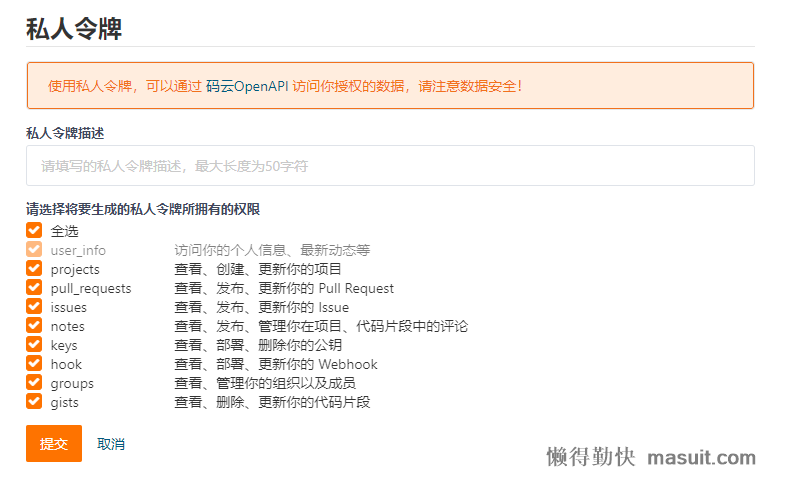 私人令牌
使用私人令牌，可以通过 码云OpenAPI 访问你授权的数据，请注意数据安全！
私人令牌描述
请填写的私人令牌描述，最大长度为50字符
请选择将要生成的私人令牌所拥有的权限
全选
user_info 访问你的个人信息、最新动态等
projects 查看、创建、更新你的项目
pull_requests 查看、发布、更新你的 Pull Request
issues 查看、发布、更新你的 Issue
notes 查看、发布、管理你在项目、代码片段中的评论
keys 查看、部署、删除你的公钥
hook 查看、部署、更新你的 Webhook
groups 查看、管理你的组织以及成员
gists 查看、删除、更新你的代码片段
提交 取消
懒得勤快 masuit.com